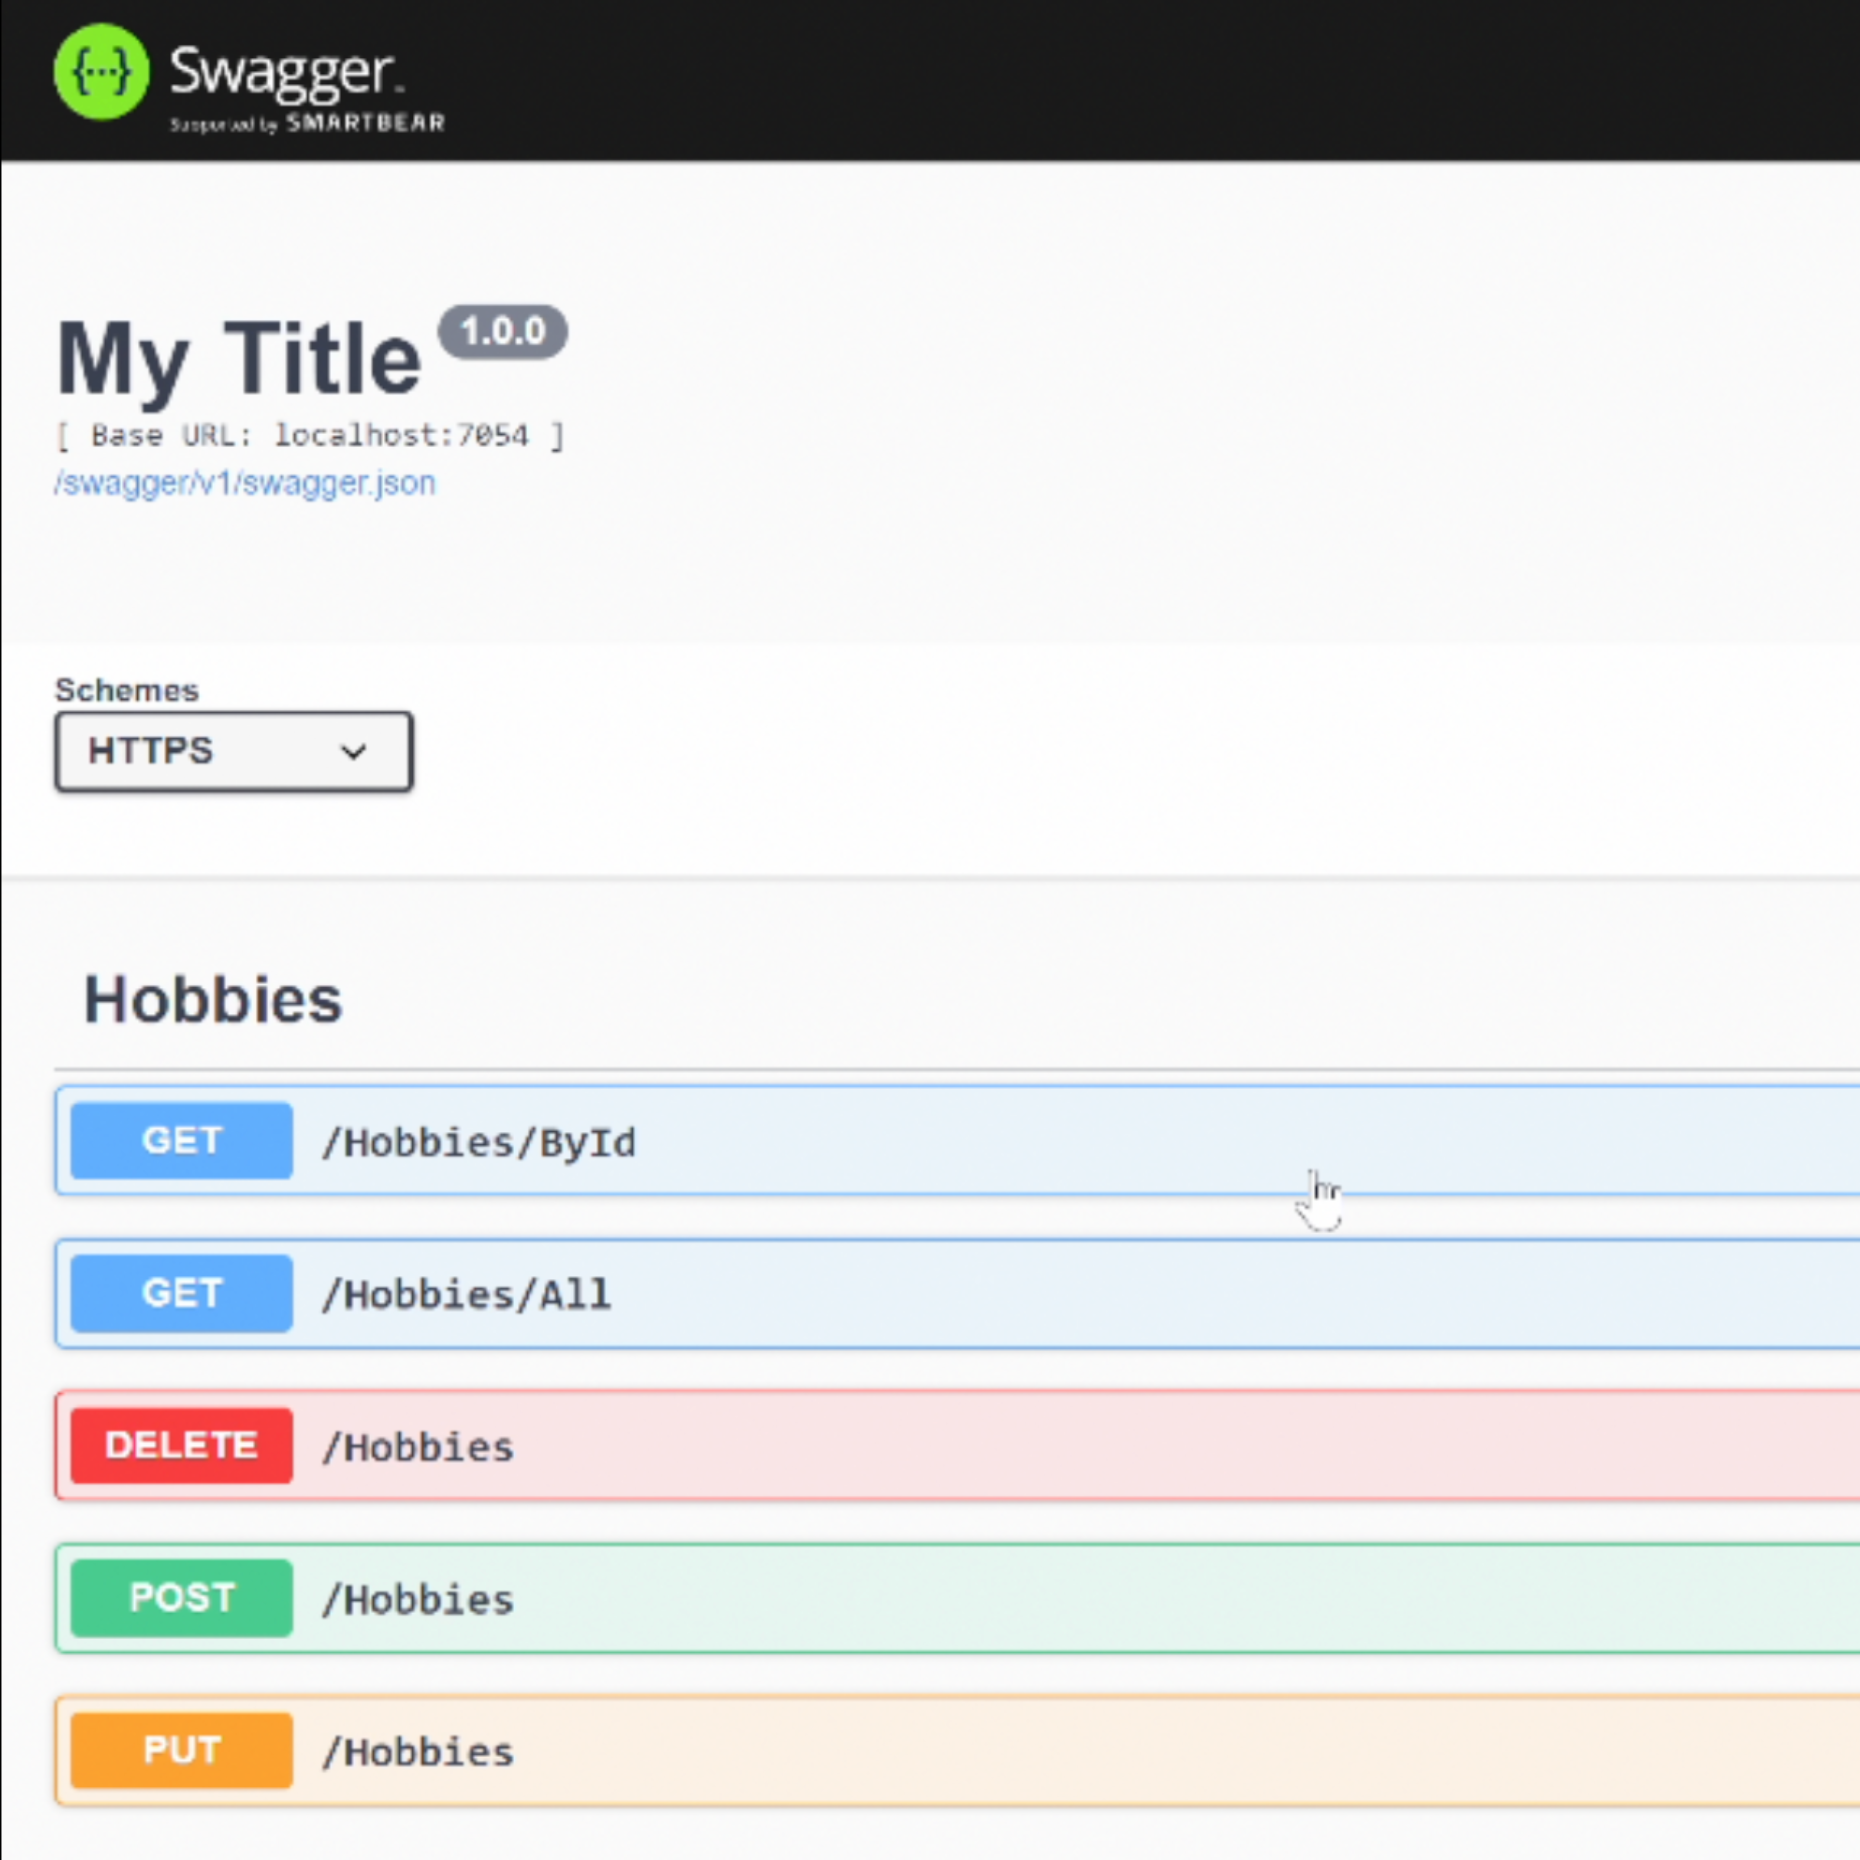 {...} Swagger.
Supported by SMARTBEAR
My Title 1.0.0
[ Base URL: localhost:7054 ]
/swagger/v1/swagger.json
Schemes
HTTPS
Hobbies
GET /Hobbies/ById
GET /Hobbies/All
DELETE /Hobbies
POST /Hobbies
PUT /Hobbies